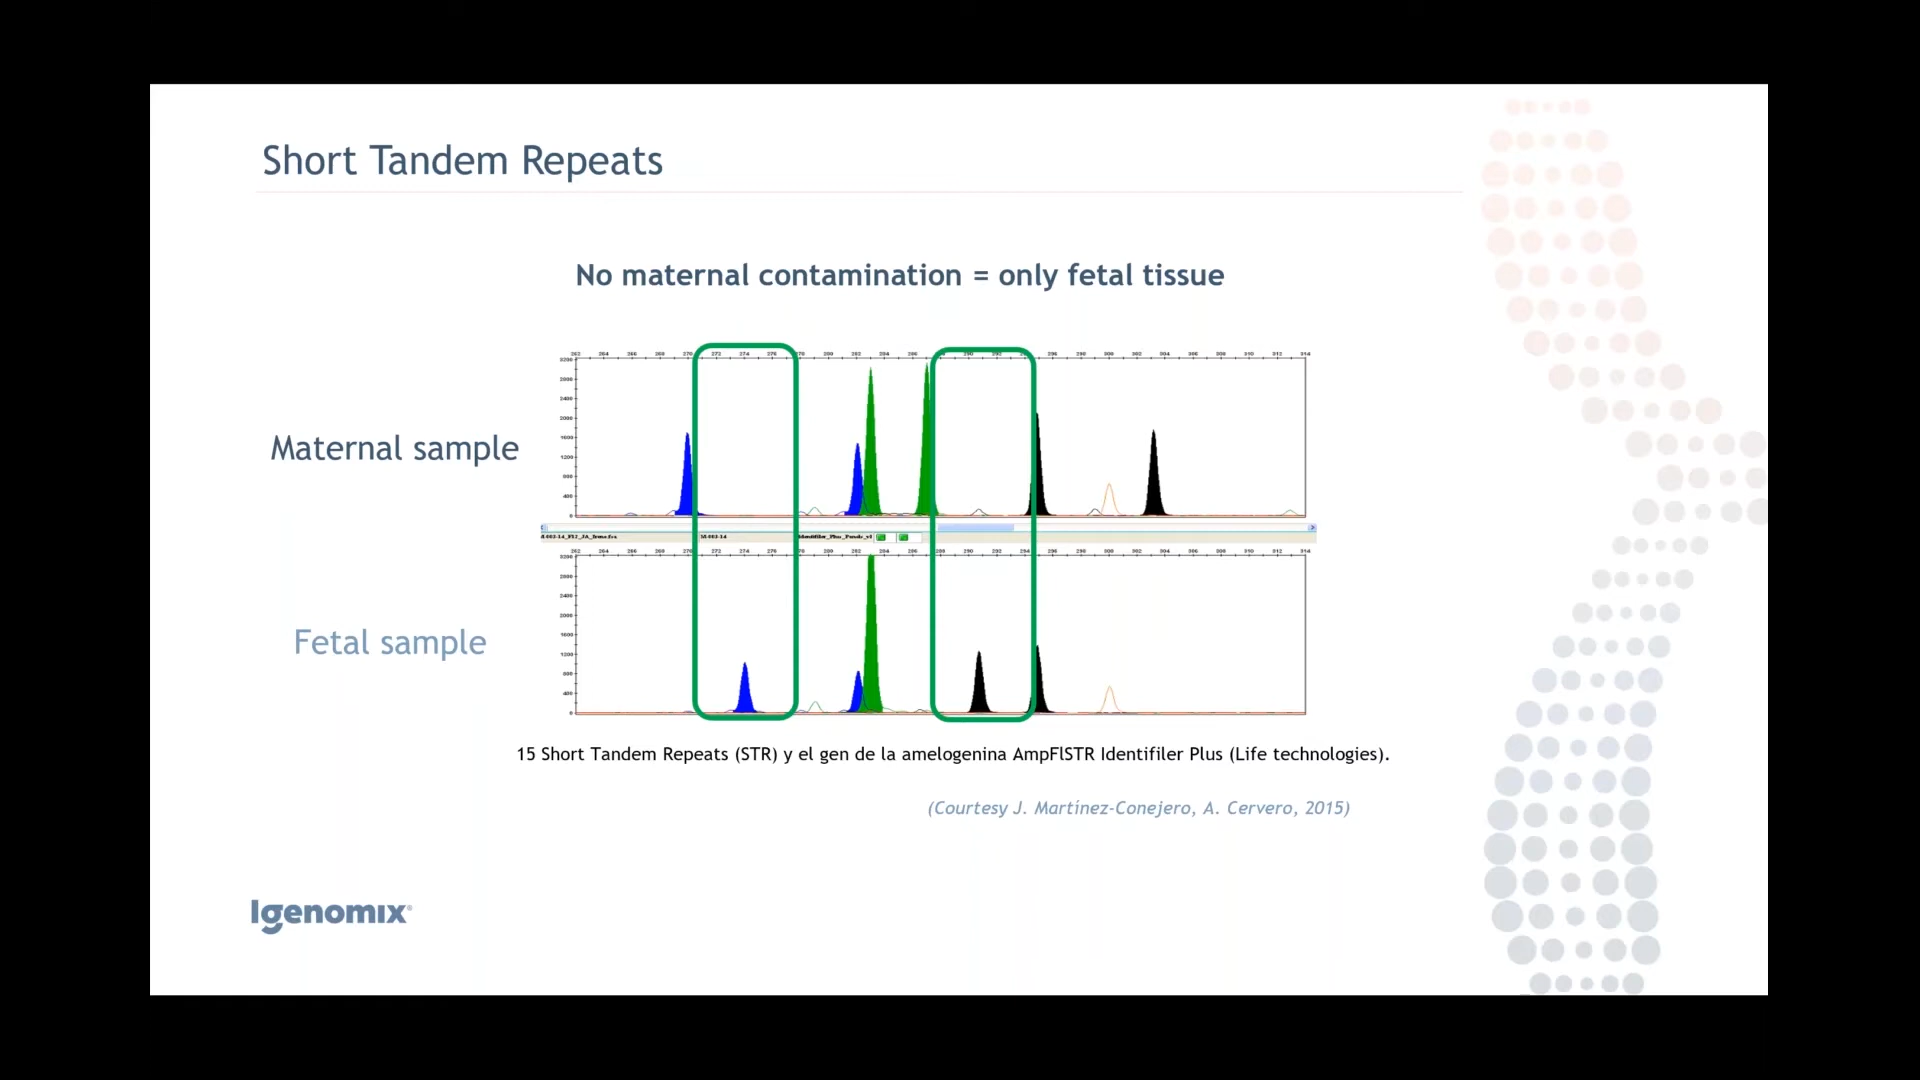 Short Tandem Repeats
No maternal contamination = only fetal tissue
Maternal sample
Fetal sample
15 Short Tandem Repeats (STR) y el gen de la amelogenina AmpFlSTR Identifiler Plus (Life technologies).
(Courtesy J. Martínez-Conejero, A. Cervero, 2015)
Igenomix®